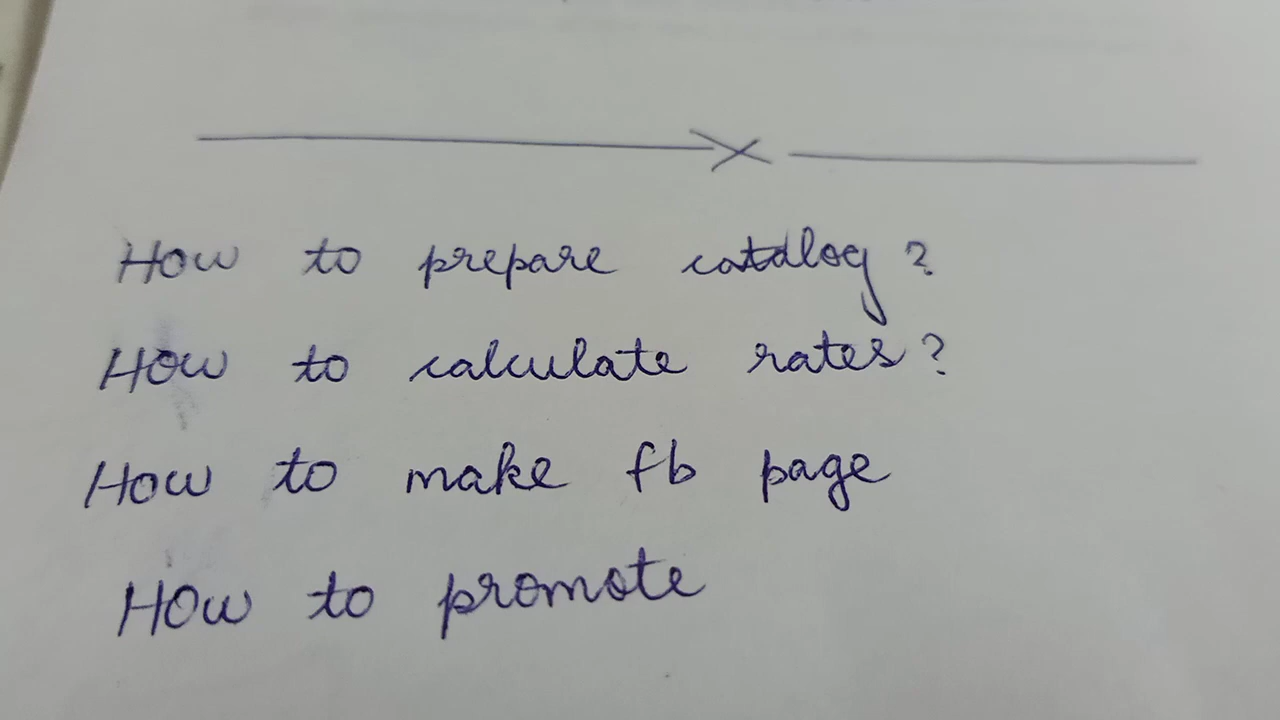 How to prepare catalog?
How to calculate rates?
How to make fb page
How to promote